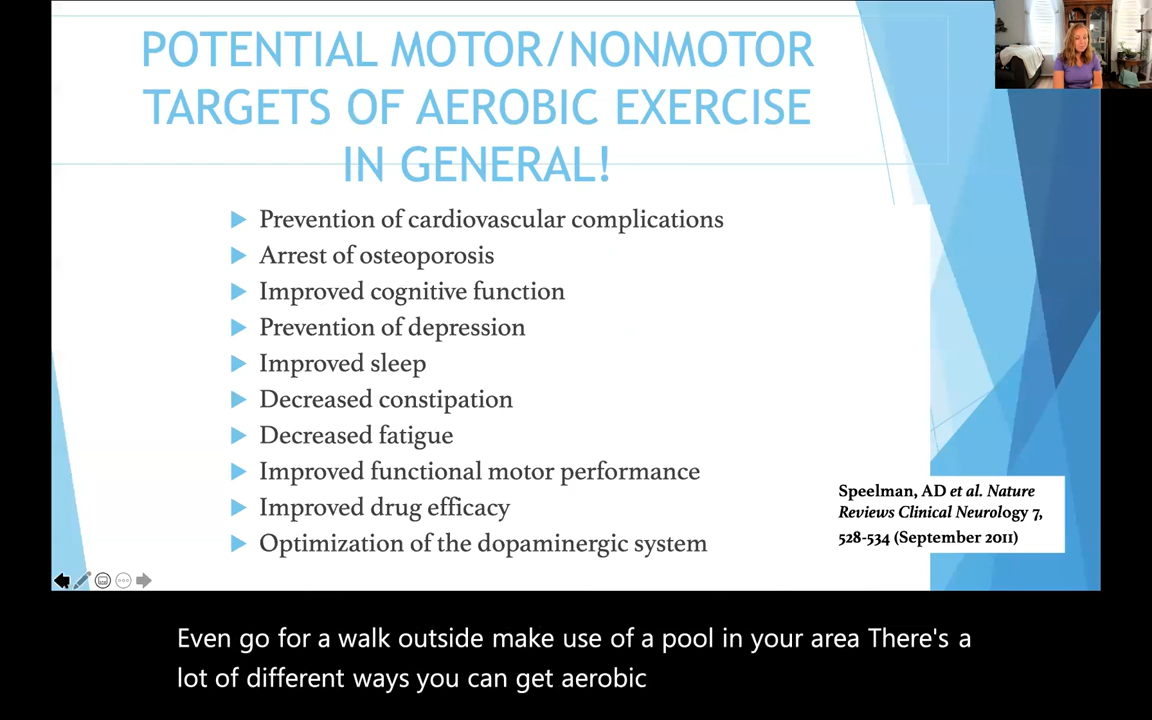 POTENTIAL MOTOR/NONMOTOR
TARGETS OF AEROBIC EXERCISE
IN GENERAL!
Prevention of cardiovascular complications
Arrest of osteoporosis
Improved cognitive function
Prevention of depression
Improved sleep
Decreased constipation
Decreased fatigue
Improved functional motor performance
Improved drug efficacy
Optimization of the dopaminergic system
Speelman, AD et al. Nature
Reviews Clinical Neurology 7,
528-534 (September 2011)
Even go for a walk outside make use of a pool in your area There's a
lot of different ways you can get aerobic